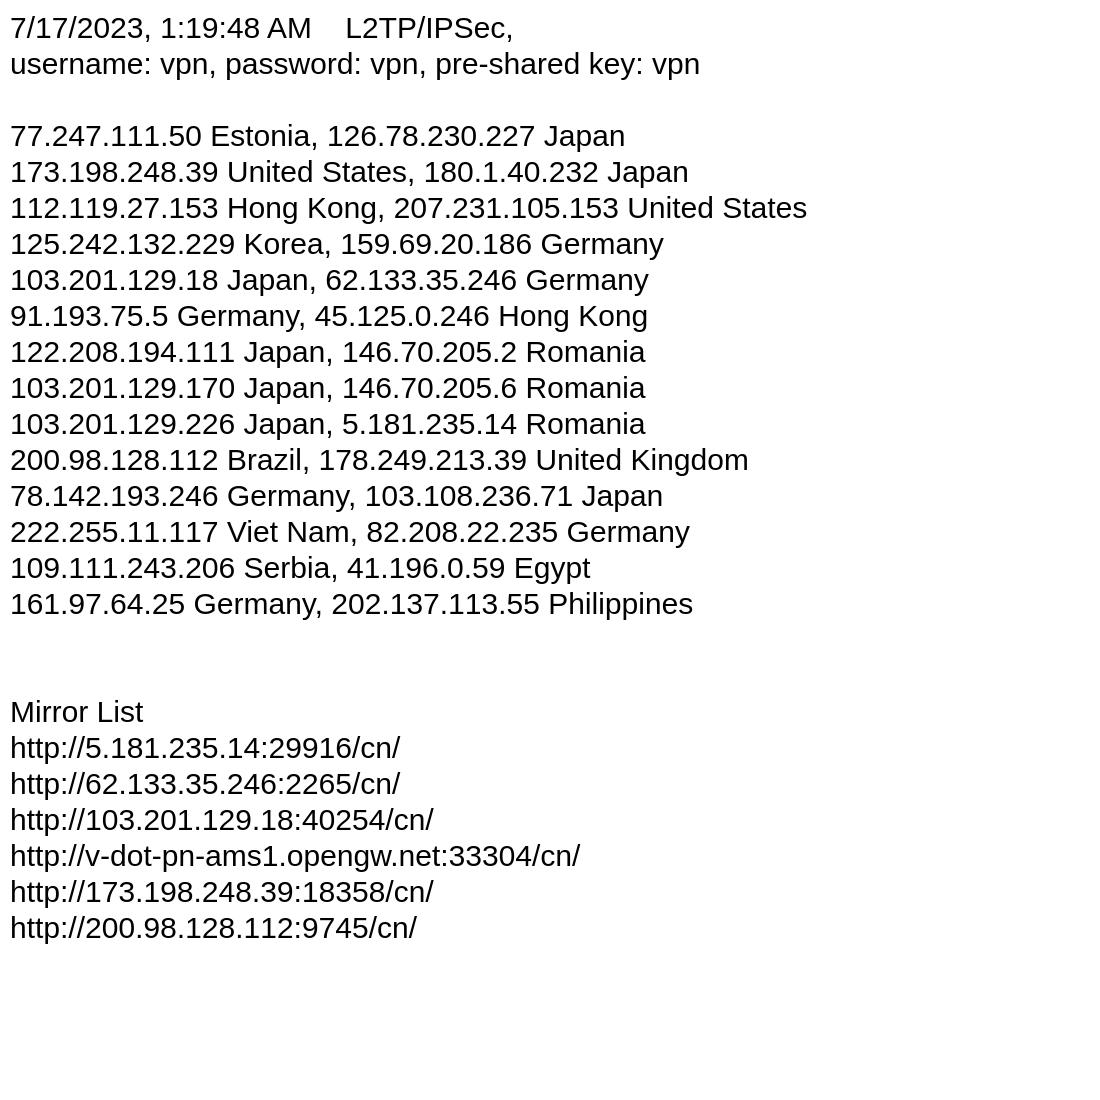 7/17/2023, 1:19:48 AM    L2TP/IPSec,
username: vpn, password: vpn, pre-shared key: vpn
77.247.111.50 Estonia, 126.78.230.227 Japan
173.198.248.39 United States, 180.1.40.232 Japan
112.119.27.153 Hong Kong, 207.231.105.153 United States
125.242.132.229 Korea, 159.69.20.186 Germany
103.201.129.18 Japan, 62.133.35.246 Germany
91.193.75.5 Germany, 45.125.0.246 Hong Kong
122.208.194.111 Japan, 146.70.205.2 Romania
103.201.129.170 Japan, 146.70.205.6 Romania
103.201.129.226 Japan, 5.181.235.14 Romania
200.98.128.112 Brazil, 178.249.213.39 United Kingdom
78.142.193.246 Germany, 103.108.236.71 Japan
222.255.11.117 Viet Nam, 82.208.22.235 Germany
109.111.243.206 Serbia, 41.196.0.59 Egypt
161.97.64.25 Germany, 202.137.113.55 Philippines
Mirror List
http://5.181.235.14:29916/cn/
http://62.133.35.246:2265/cn/
http://103.201.129.18:40254/cn/
http://v-dot-pn-ams1.opengw.net:33304/cn/
http://173.198.248.39:18358/cn/
http://200.98.128.112:9745/cn/